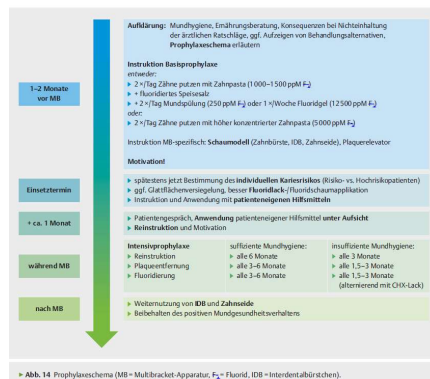 Aufklärung: Mundhygiene, Ernährungsberatung, Konsequenzen bei Nichteinhaltung
der ärztlichen Ratschläge, ggf. Aufzeigen von Behandlungsalternativen,
Prophylaxeschema erläutern
1–2 Monate
vor MB
Instruktion Basisprophylaxe
entweder:
▸ 2 ×/Tag Zähne putzen mit Zahnpasta (1000–1500 ppm F-)
▸ + fluoridiertes Speisesalz
▸ + 2 ×/Tag Mundspülung (250 ppm F-) oder 1 ×/Woche Fluoridgel (12 500 ppm F-)
oder:
▸ 2 ×/Tag Zähne putzen mit höher konzentrierter Zahnpasta (5000 ppm F-)
Instruktion MB-spezifisch: Schaumodell (Zahnbürste, IDB, Zahnseide), Plaquerelevator
Motivation!
Einsetztermin
▸ spätestens jetzt Bestimmung des individuellen Kariesrisikos (Risiko- vs. Hochrisikopatienten)
▸ ggf. Glattflächenversiegelung, besser Fluoridlack-/Fluoridschaumapplikation
▸ Instruktion und Anwendung mit patienteneigenen Hilfsmitteln
+ ca. 1 Monat
▸ Patientengespräch, Anwendung patienteneigener Hilfsmittel unter Aufsicht
▸ Reinstruktion und Motivation
während MB
Intensivprophylaxe suffiziente Mundhygiene: insuffiziente Mundhygiene:
▸ Reinstruktion ▸ alle 6 Monate ▸ alle 3 Monate
▸ Plaqueentfernung ▸ alle 3–6 Monate ▸ alle 1,5–3 Monate
▸ Fluoridierung ▸ alle 3–6 Monate ▸ alle 1,5–3 Monate
(alternierend mit CHX-Lack)
nach MB
▸ Weiternutzung von IDB und Zahnseide
▸ Beibehalten des positiven Mundgesundheitsverhaltens
▸ Abb. 14 Prophylaxeschema (MB = Multibracket-Apparatur, F- = Fluorid, IDB = Interdentalbürstchen).